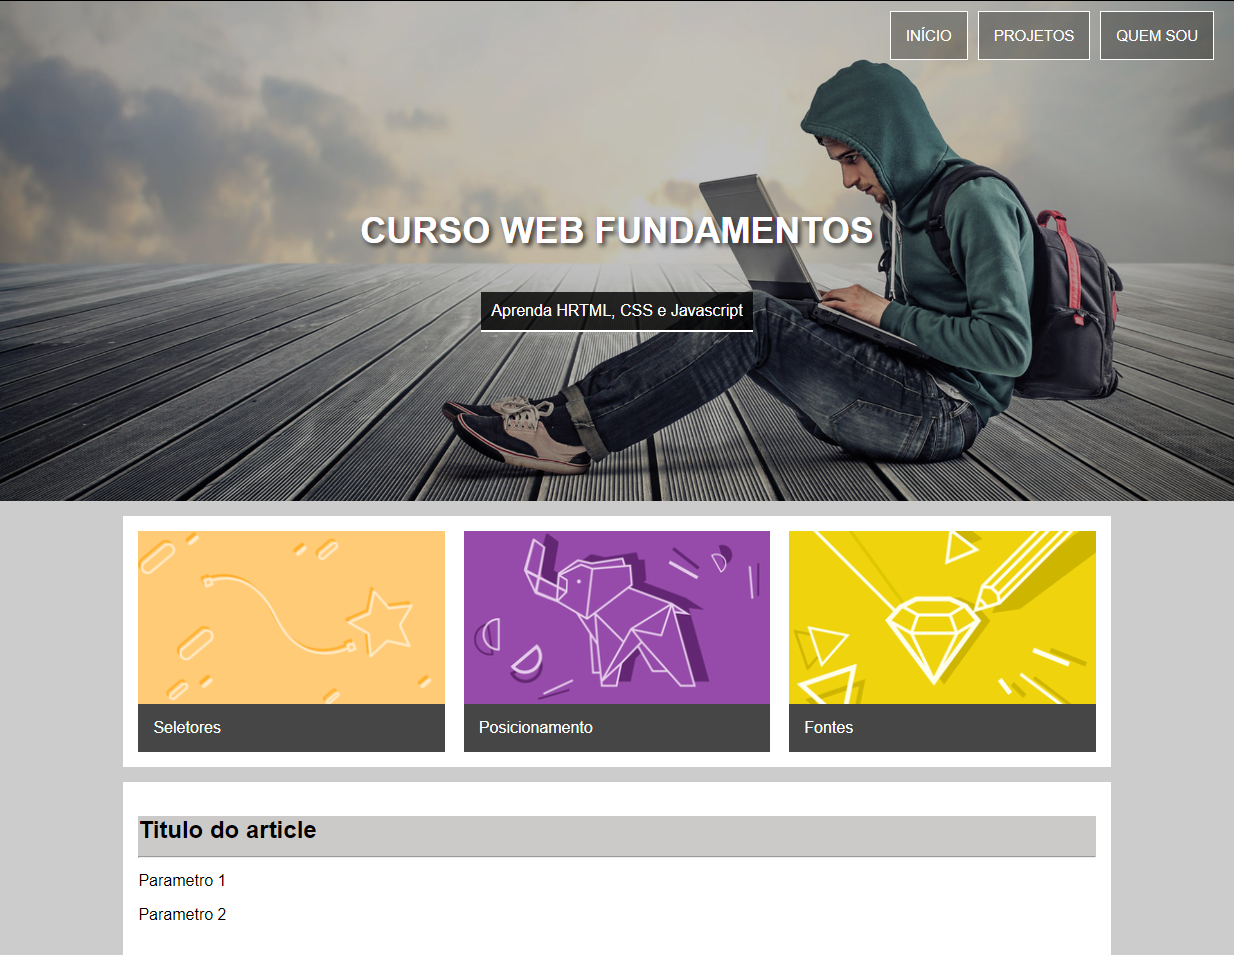 INÍCIO
PROJETOS
QUEM SOU
CURSO WEB FUNDAMENTOS
Aprenda HRTML, CSS e Javascript
Seletores
Posicionamento
Fontes
Titulo do article
Parametro 1
Parametro 2